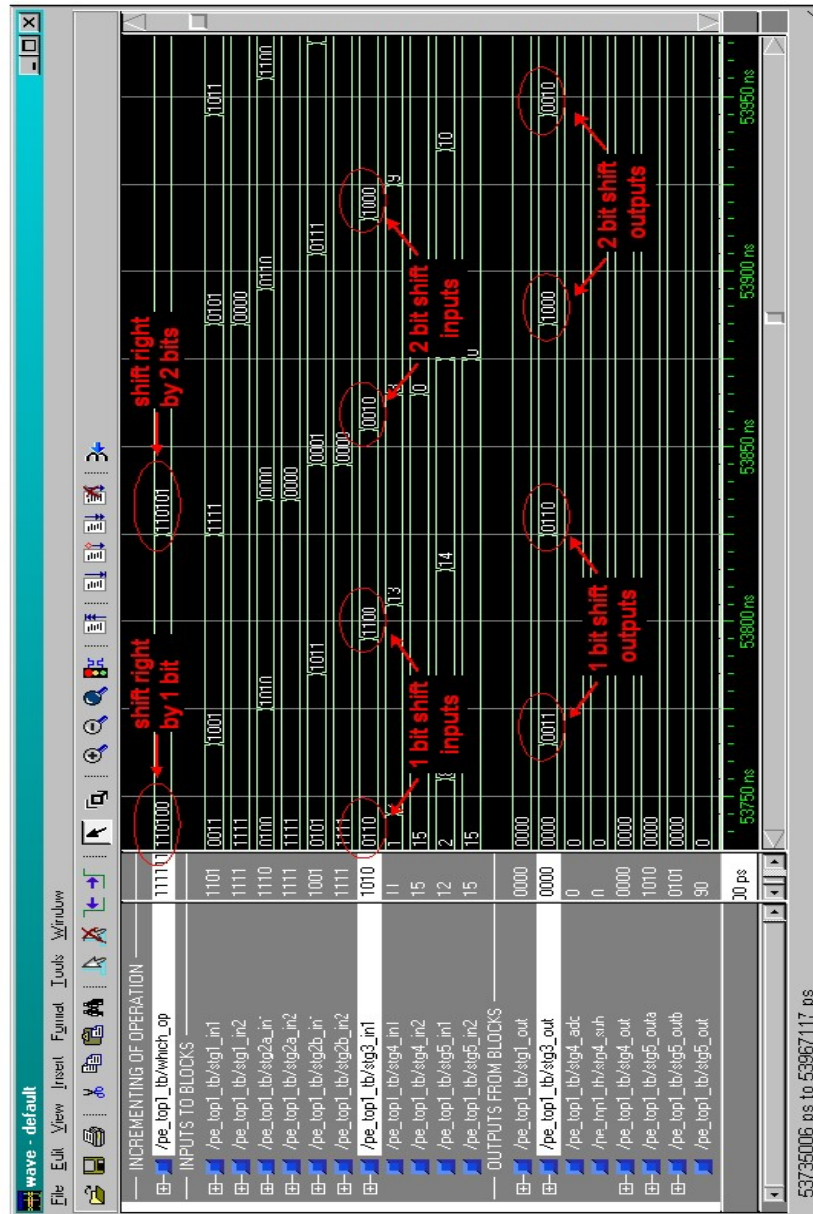 wave - default
File Edit View Insert Format Tools Window
INCREMENTING OF OPERATION
/pe_top1_tb/which_op 111101 110100 110101
INPUTS TO BLOCKS
/pe_top1_tb/stg1_in1 1101 0011 1001 1111 0101 1011
/pe_top1_tb/stg1_in2 1111 1111 0000
/pe_top1_tb/stg2a_in1 1110 0100 1010 0000 0110 1100
/pe_top1_tb/stg2a_in2 1111 1111 0000
/pe_top1_tb/stg2b_in1 1001 0101 1011 0001 0111
/pe_top1_tb/stg2b_in2 1111 1111 0000
/pe_top1_tb/stg3_in1 1010 0110 1100 0010 1000
/pe_top1_tb/stg4_in1 11 1 13 9
/pe_top1_tb/stg4_in2 15 15 0
/pe_top1_tb/stg5_in1 12 2 14 10
/pe_top1_tb/stg5_in2 15 15 0
OUTPUTS FROM BLOCKS
/pe_top1_tb/stg1_out 0000 0000
/pe_top1_tb/stg3_out 0000 0000 0011 0110 1000 0010
/pe_top1_tb/stg4_adc 0
/pe_top1_tb/stg4_sub 0
/pe_top1_tb/stg4_out 0000 0000
/pe_top1_tb/stg5_outa 1010 0000
/pe_top1_tb/stg5_outb 0101 0000
/pe_top1_tb/stg5_out 90 0
00 ps
53750 ns 53800 ns 53850 ns 53900 ns 53950 ns
53735006 ps to 53967117 ps
shift right
by 1 bit
shift right
by 2 bits
1 bit shift
inputs
2 bit shift
inputs
1 bit shift
outputs
2 bit shift
outputs